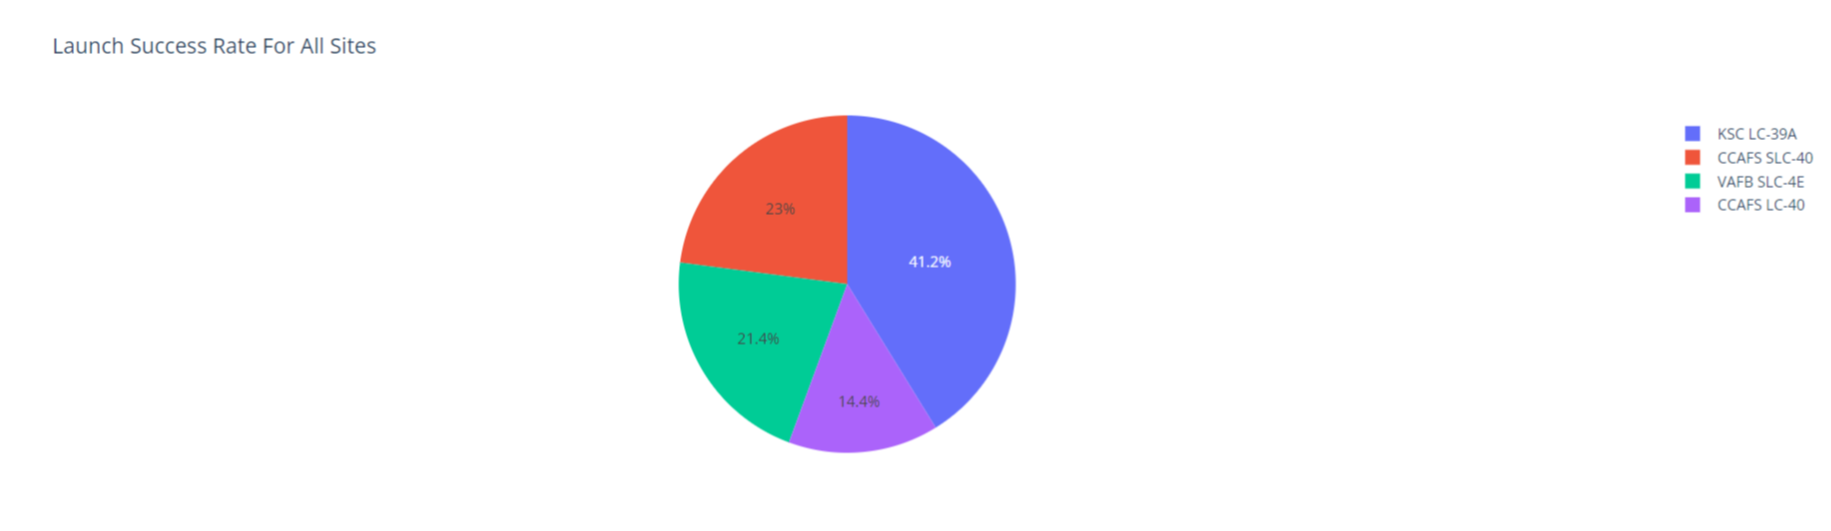 Launch Success Rate For All Sites
KSC LC-39A
CCAFS SLC-40
VAFB SLC-4E
CCAFS LC-40
23%
41.2%
21.4%
14.4%